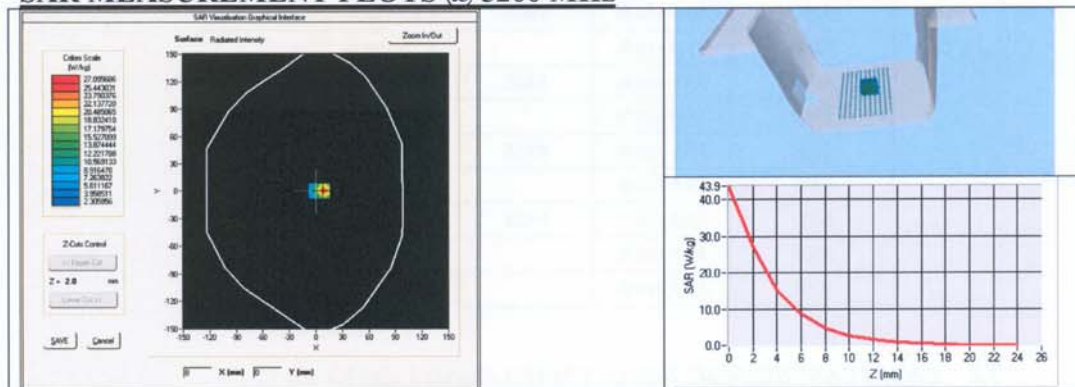 SAR MEASUREMENT PLOTS (a) 5200 MHz
SAR Visualisation Graphical Interface
Surface Radiated Intensity
Zoom In/Out
Colors Scale
(W/kg)
27.095686
25.443031
23.790376
22.137720
20.485065
18.832410
17.179754
15.527099
13.874444
12.221788
10.569133
8.916478
7.263822
5.611167
3.958511
2.305856
Z-Cuts Control
Z = 2.0 mm
SAVE
Cancel
150
120
90
60
30
0
-30
-60
-90
-120
-150
Y
-150 -120 -90 -60 -30 0 30 60 90 120 150
X
0 X (mm) 0 Y (mm)
SAR (W/kg)
43.9
40.0
30.0
20.0
10.0
0.0
0 2 4 6 8 10 12 14 16 18 20 22 24 26
Z (mm)